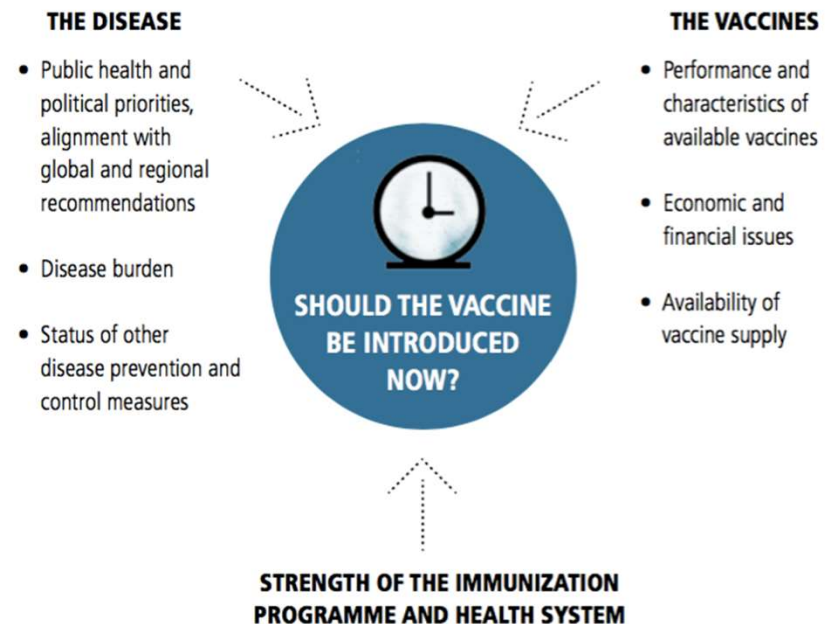 THE DISEASE
• Public health and
political priorities,
alignment with
global and regional
recommendations
• Disease burden
• Status of other
disease prevention and
control measures
THE VACCINES
• Performance and
characteristics of
available vaccines
• Economic and
financial issues
• Availability of
vaccine supply
SHOULD THE VACCINE
BE INTRODUCED
NOW?
STRENGTH OF THE IMMUNIZATION
PROGRAMME AND HEALTH SYSTEM